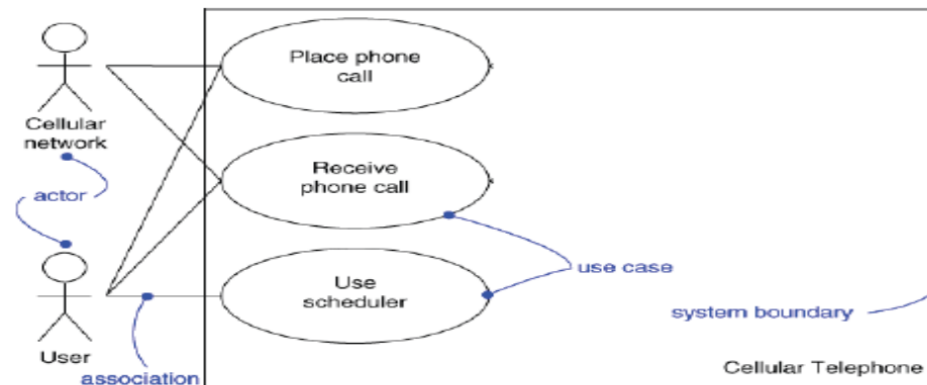 Place phone
call
Cellular
network
Receive
phone call
actor
use case
Use
scheduler
system boundary
User
association
Cellular Telephone